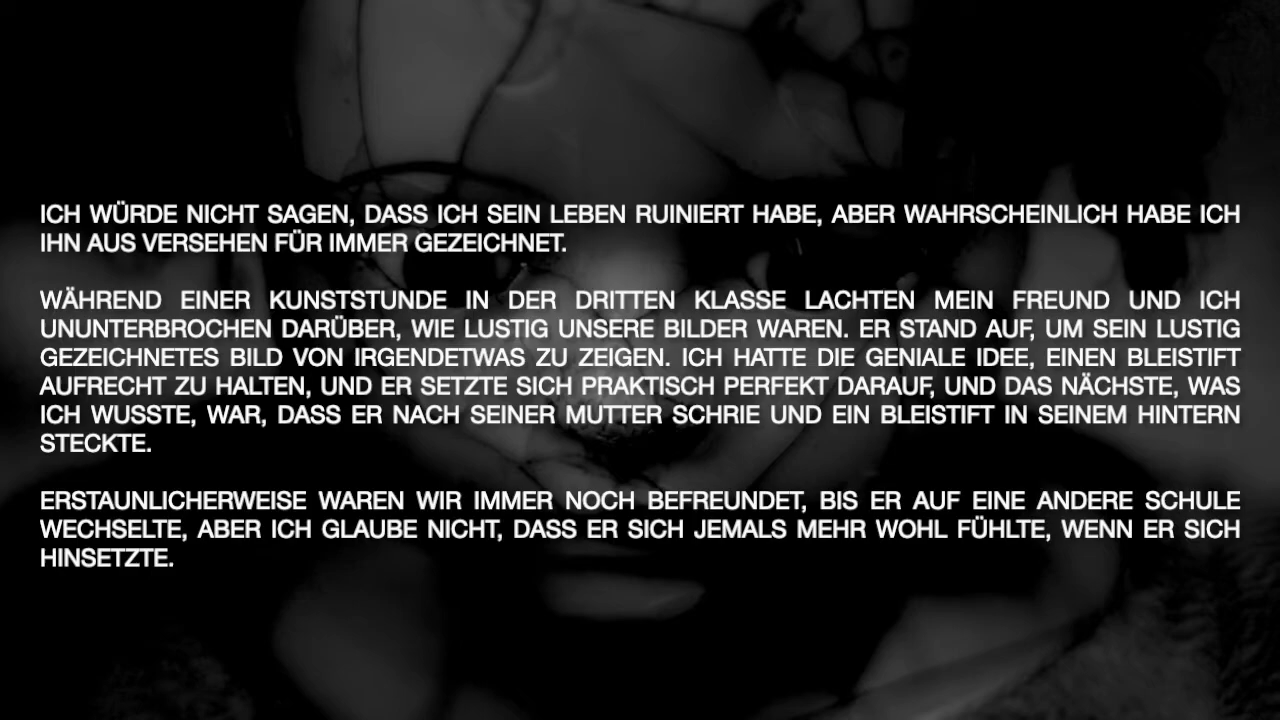 ICH WÜRDE NICHT SAGEN, DASS ICH SEIN LEBEN RUINIERT HABE, ABER WAHRSCHEINLICH HABE ICH
IHN AUS VERSEHEN FÜR IMMER GEZEICHNET.
WÄHREND EINER KUNSTSTUNDE IN DER DRITTEN KLASSE LACHTEN MEIN FREUND UND ICH
UNUNTERBROCHEN DARÜBER, WIE LUSTIG UNSERE BILDER WAREN. ER STAND AUF, UM SEIN LUSTIG
GEZEICHNETES BILD VON IRGENDETWAS ZU ZEIGEN. ICH HATTE DIE GENIALE IDEE, EINEN BLEISTIFT
AUFRECHT ZU HALTEN, UND ER SETZTE SICH PRAKTISCH PERFEKT DARAUF, UND DAS NÄCHSTE, WAS
ICH WUSSTE, WAR, DASS ER NACH SEINER MUTTER SCHRIE UND EIN BLEISTIFT IN SEINEM HINTERN
STECKTE.
ERSTAUNLICHERWEISE WAREN WIR IMMER NOCH BEFREUNDET, BIS ER AUF EINE ANDERE SCHULE
WECHSELTE, ABER ICH GLAUBE NICHT, DASS ER SICH JEMALS MEHR WOHL FÜHLTE, WENN ER SICH
HINSETZTE.